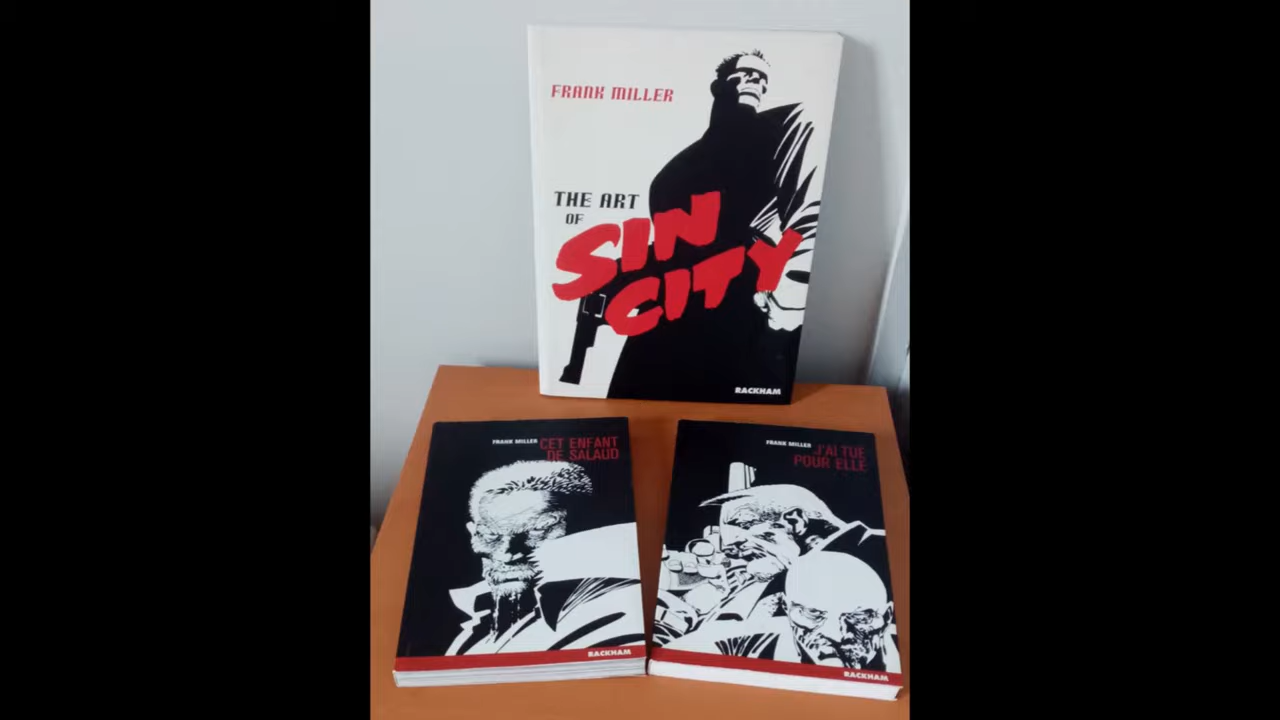 FRANK MILLER
THE ART
OF
SIN
CITY
RACKHAM
FRANK MILLER CET ENFANT
DE SALAUD
RACKHAM
FRANK MILLER J'AI TUÉ
POUR ELLE
RACKHAM